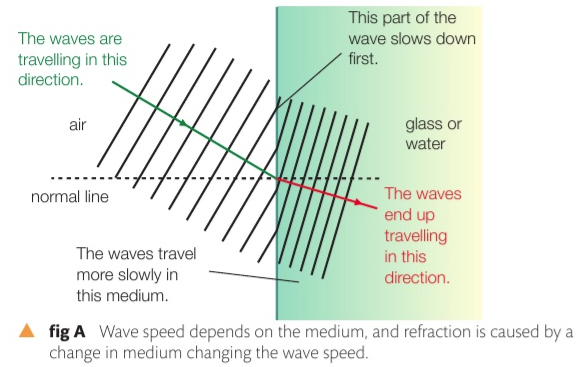 This part of the
wave slows down
first.
The waves are
travelling in this
direction.
air
glass or
water
normal line
The waves
end up
travelling
in this
direction.
The waves travel
more slowly in
this medium.
fig A Wave speed depends on the medium, and refraction is caused by a
change in medium changing the wave speed.